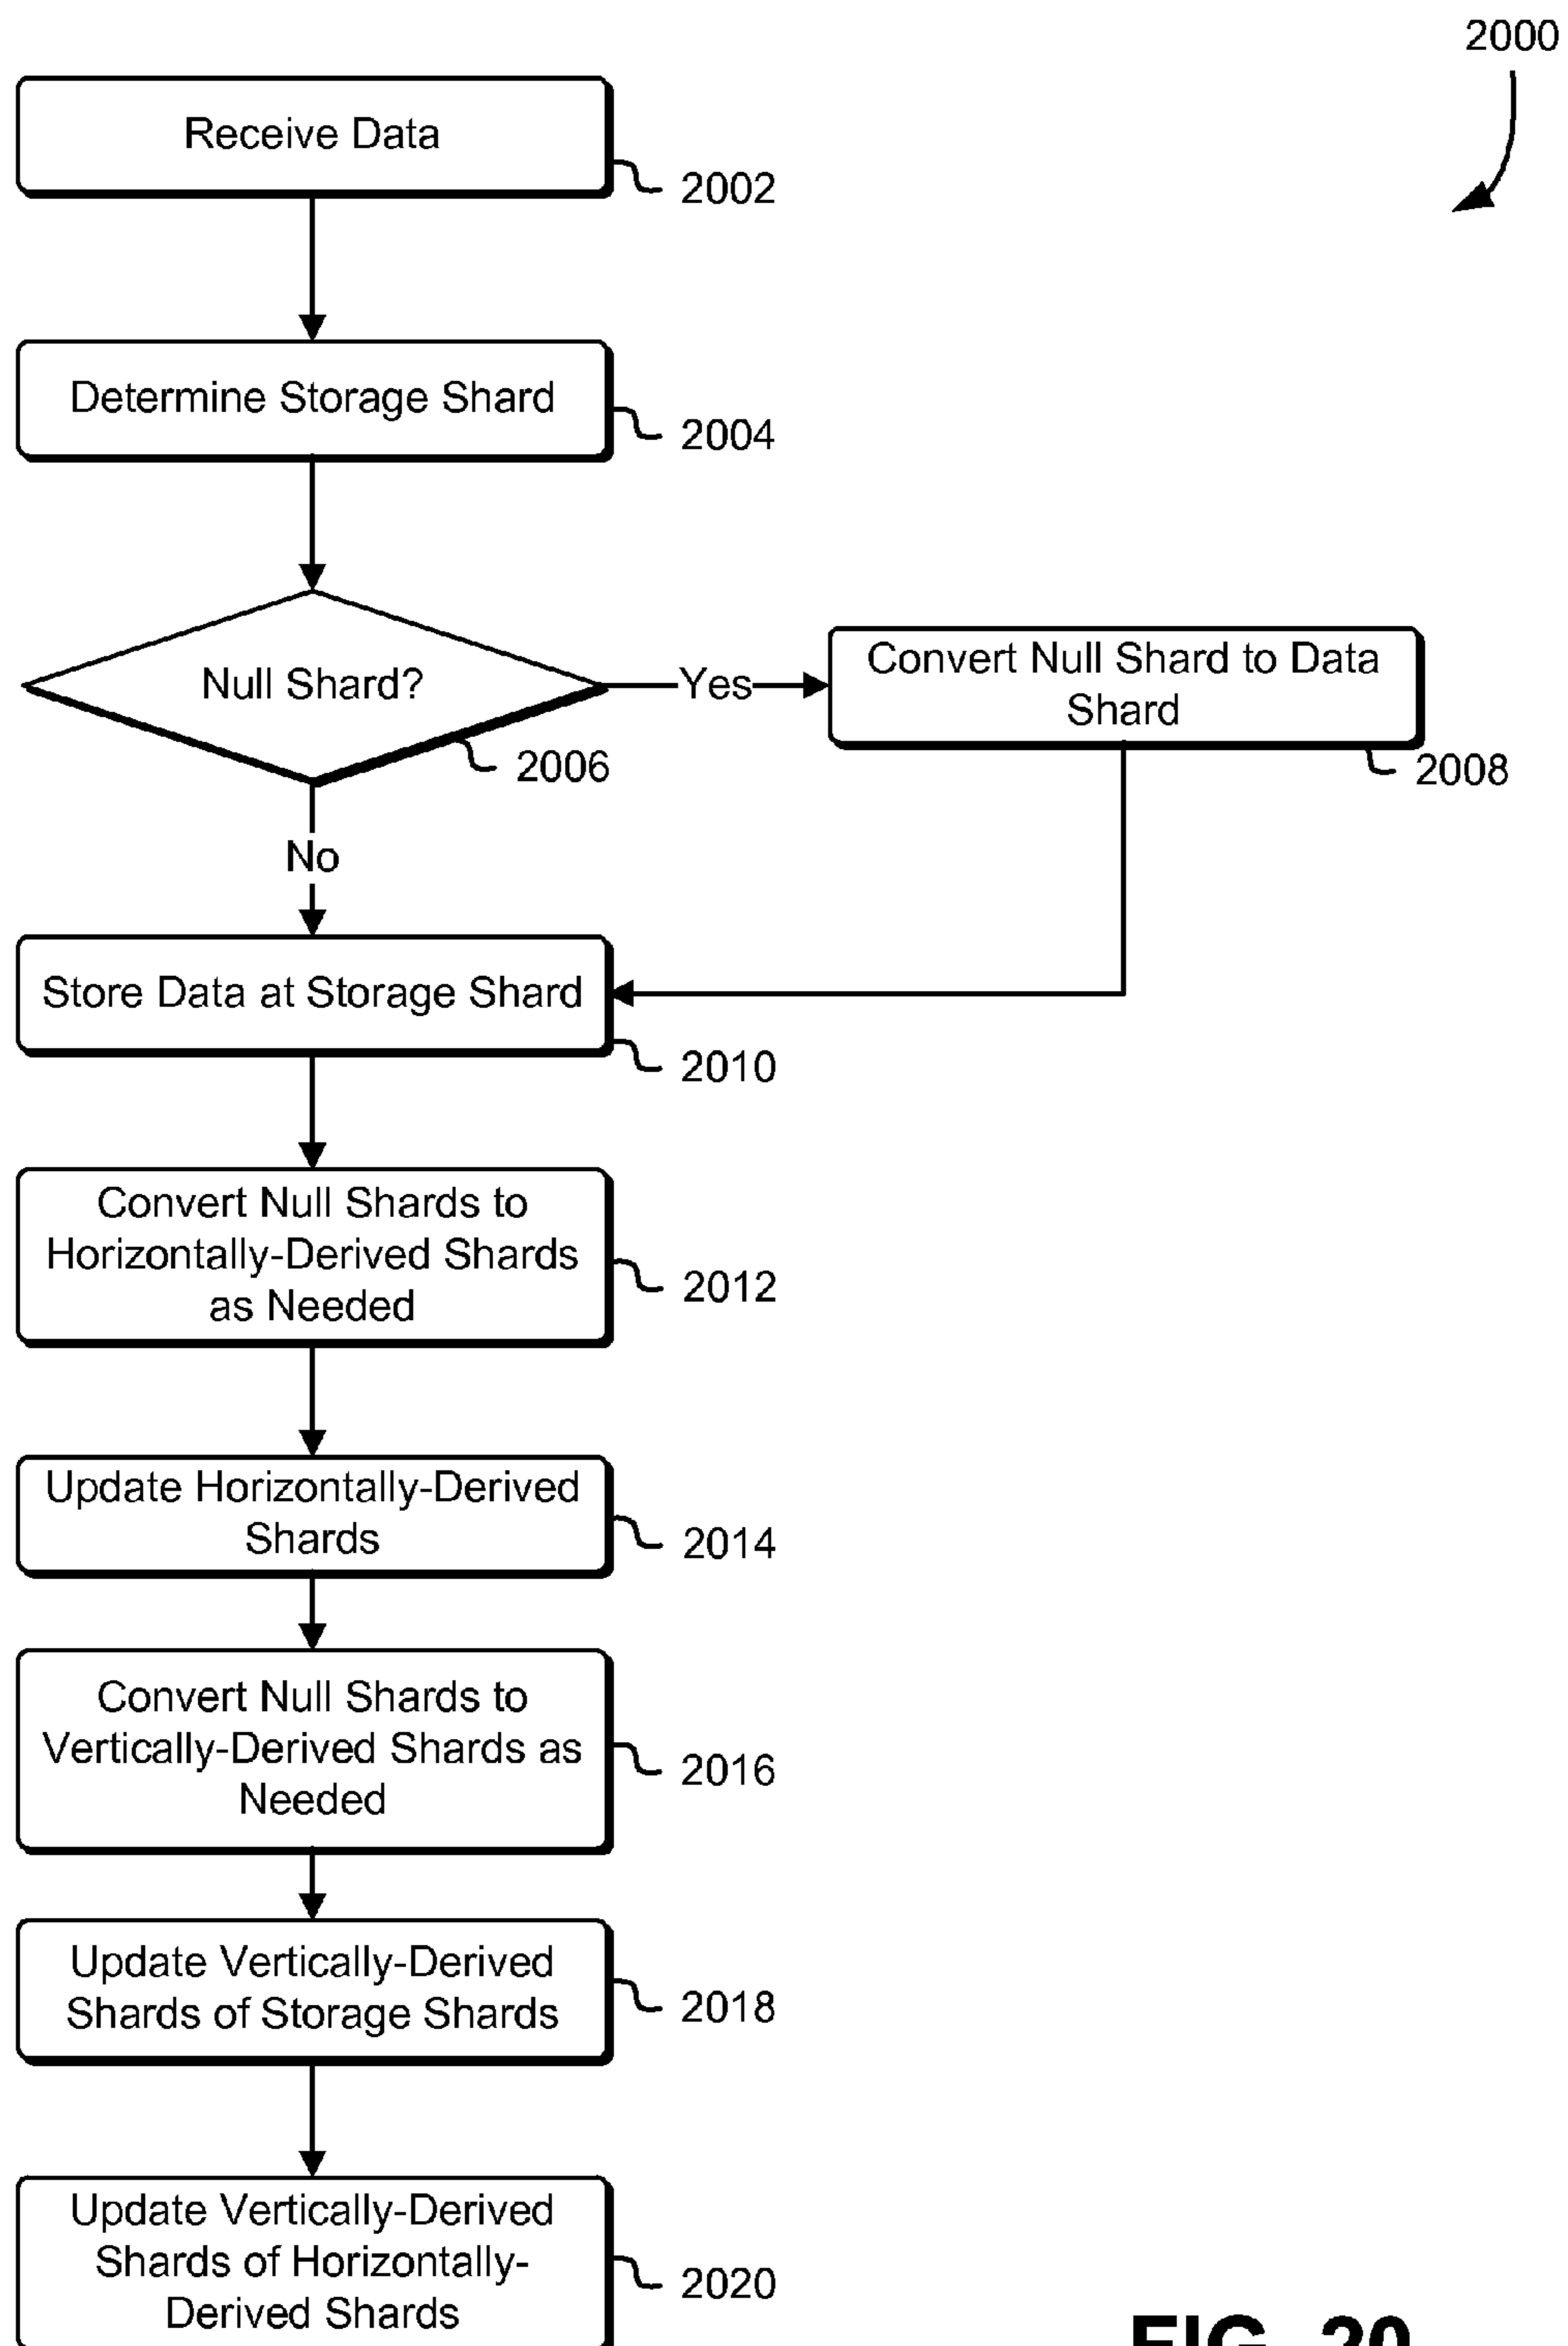 2000
Receive Data
2002
Determine Storage Shard
2004
Null Shard?
2006
Yes
Convert Null Shard to Data
Shard
2008
No
Store Data at Storage Shard
2010
Convert Null Shards to
Horizontally-Derived Shards
as Needed
2012
Update Horizontally-Derived
Shards
2014
Convert Null Shards to
Vertically-Derived Shards as
Needed
2016
Update Vertically-Derived
Shards of Storage Shards
2018
Update Vertically-Derived
Shards of Horizontally-
Derived Shards
2020
FIG. 20